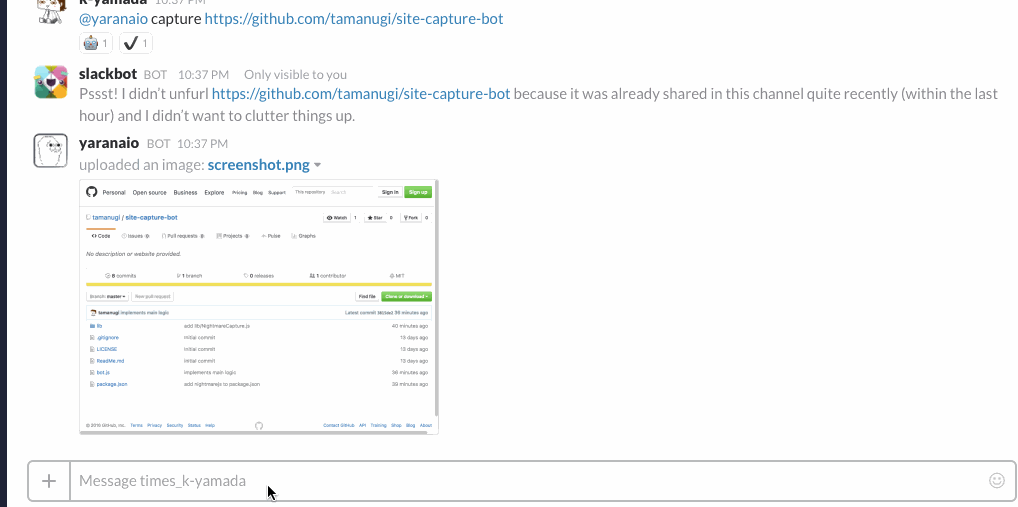 k-yamada 10:37 PM
@yaranaio capture https://github.com/tamanugi/site-capture-bot
1 1
slackbot BOT 10:37 PM Only visible to you
Pssst! I didn't unfurl https://github.com/tamanugi/site-capture-bot because it was already shared in this channel quite recently (within the last
hour) and I didn't want to clutter things up.
yaranaio BOT 10:37 PM
uploaded an image: screenshot.png
Personal Open source Business Explore Pricing Blog Support This repository Search Sign in Sign up
tamanugi / site-capture-bot Watch 1 Star 0 Fork 0
Code Issues 0 Pull requests 0 Projects 0 Pulse Graphs
No description or website provided.
6 commits 1 branch 0 releases 1 contributor MIT
Branch: master New pull request Find file Clone or download
tamanugi implements main logic Latest commit 36 minutes ago
lib add lib/NightmareCapture.js 40 minutes ago
.gitignore Initial commit 13 days ago
LICENSE Initial commit 13 days ago
ReadMe.md Initial commit 13 days ago
bot.js implements main logic 36 minutes ago
package.json add nightmarejs to package.json 39 minutes ago
© 2016 GitHub, Inc. Terms Privacy Security Status Help Contact GitHub API Training Shop Blog About
Message times_k-yamada